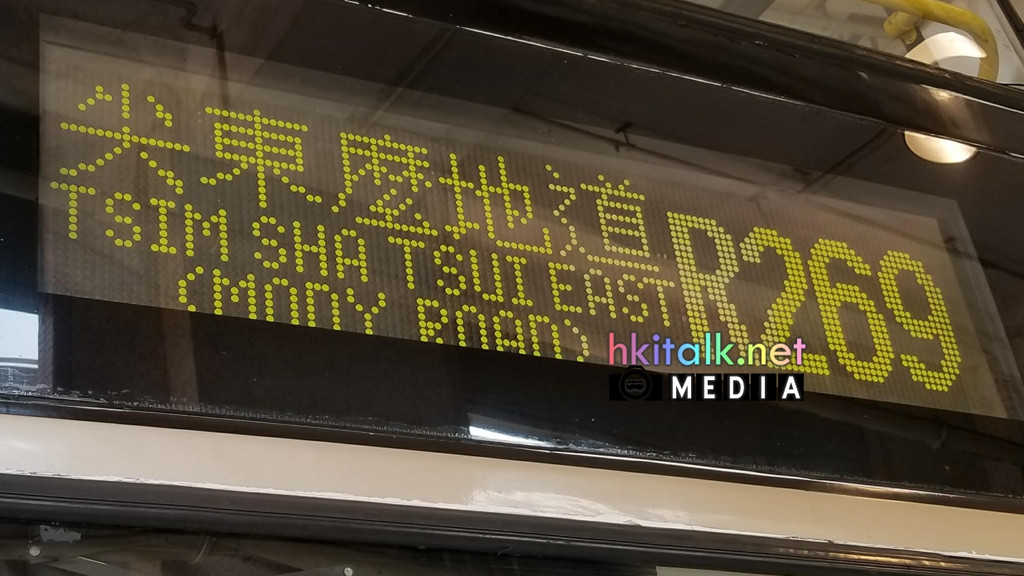 尖東麼地道
TSIM SHA TSUI EAST
(MODY ROAD)
R269
hkitalk.net
MEDIA